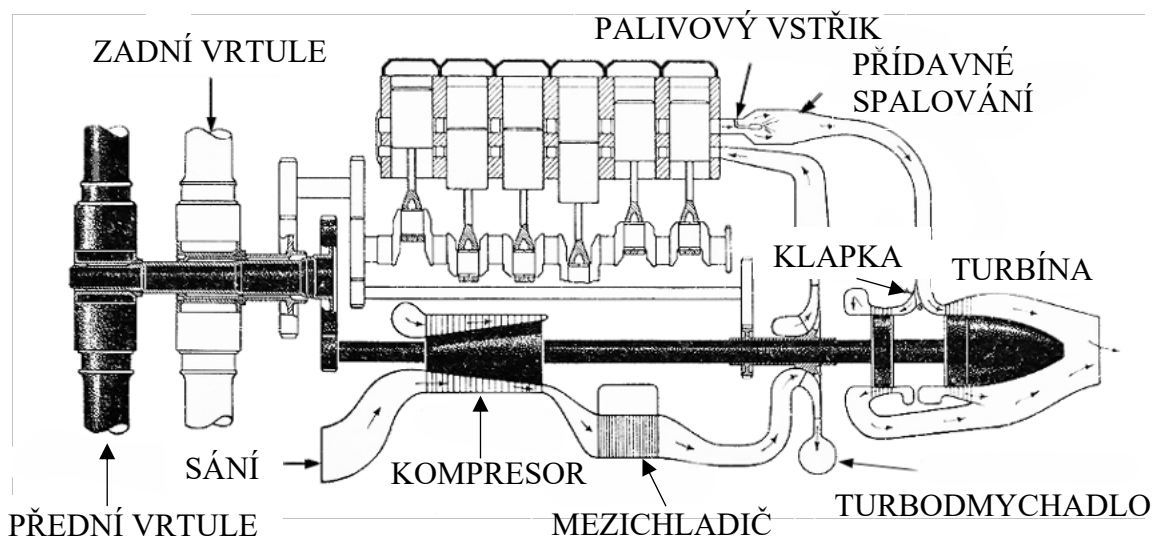 PALIVOVÝ VSTŘIK
ZADNÍ VRTULE
PŘÍDAVNÉ
SPALOVÁNÍ
KLAPKA
TURBÍNA
SÁNÍ
KOMPRESOR
TURBODMYCHADLO
PŘEDNÍ VRTULE
MEZICHLADIČ